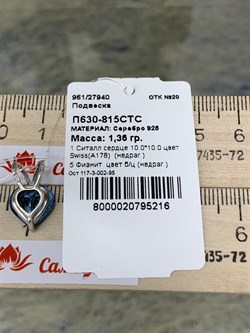 961/27940 ОТК №20
Подвеска
П630-815СТС
МАТЕРИАЛ: Серебро 925
Масса: 1,36 гр.
1 Ситалл сердце 10.0*10.0 цвет
Swiss(А178) (недраг.)
5 Фианит цвет б/ц (недраг.)
Ост 117-3-002-95
8000020795216
7435-72